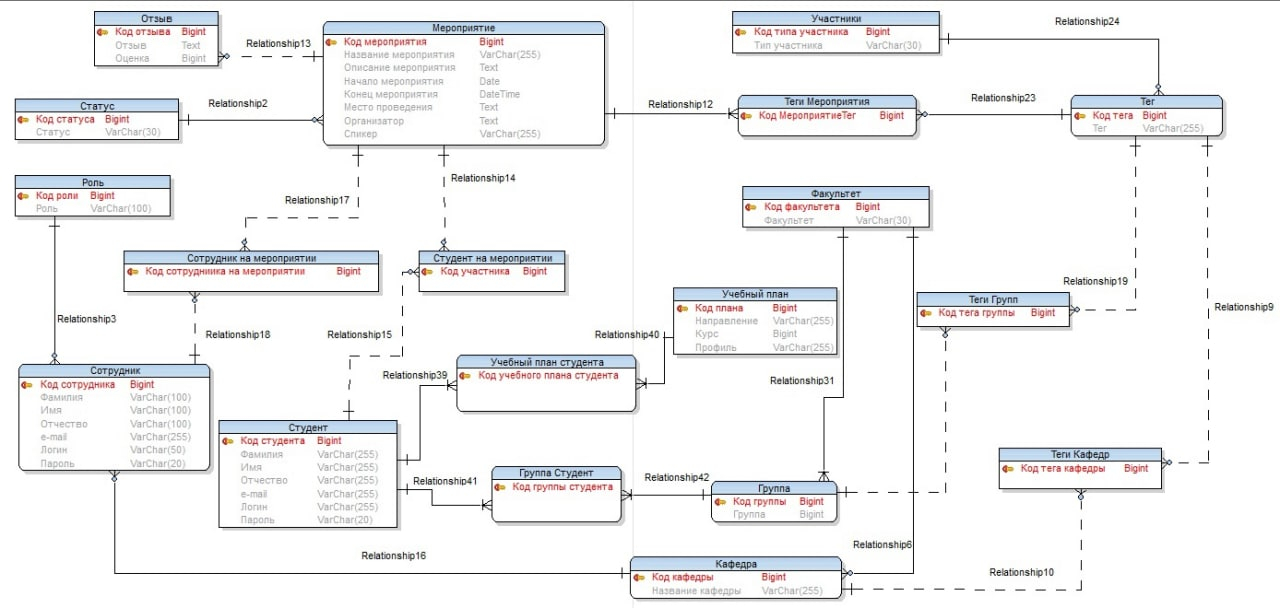 Отзыв
Код отзыва Bigint
Отзыв Text
Оценка Bigint
Relationship13
Мероприятие
Код мероприятия Bigint
Название мероприятия VarChar(255)
Описание мероприятия Text
Начало мероприятия Date
Конец мероприятия DateTime
Место проведения Text
Организатор Text
Спикер VarChar(255)
Участники
Код типа участника Bigint
Тип участника VarChar(30)
Relationship24
Статус
Код статуса Bigint
Статус VarChar(30)
Relationship2
Relationship12
Теги Мероприятия
Код МероприятиеТег Bigint
Relationship23
Тег
Код тега Bigint
Тег VarChar(255)
Роль
Код роли Bigint
Роль VarChar(100)
Relationship17
Relationship14
Факультет
Код факультета Bigint
Факультет VarChar(30)
Сотрудник на мероприятии
Код сотрудниика на мероприятии Bigint
Студент на мероприятии
Код участника Bigint
Relationship3
Relationship18
Relationship15
Relationship40
Учебный план
Код плана Bigint
Направление VarChar(255)
Курс Bigint
Профиль VarChar(255)
Relationship19
Теги Групп
Код тега группы Bigint
Relationship9
Сотрудник
Код сотрудника Bigint
Фамилия VarChar(100)
Имя VarChar(100)
Отчество VarChar(100)
e-mail VarChar(255)
Логин VarChar(50)
Пароль VarChar(20)
Relationship39
Учебный план студента
Код учебного плана студента Bigint
Relationship31
Студент
Код студента Bigint
Фамилия VarChar(255)
Имя VarChar(255)
Отчество VarChar(255)
e-mail VarChar(255)
Логин VarChar(255)
Пароль VarChar(20)
Relationship41
Группа Студент
Код группы студента Bigint
Relationship42
Группа
Код группы Bigint
Группа Bigint
Теги Кафедр
Код тега кафедры Bigint
Relationship16
Relationship6
Кафедра
Код кафедры Bigint
Название кафедры VarChar(255)
Relationship10